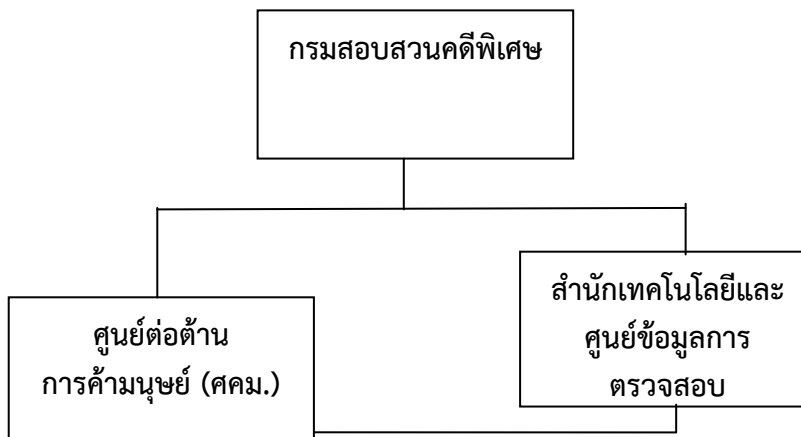 กรมสอบสวนคดีพิเศษ
สำนักเทคโนโลยีและ
ศูนย์ข้อมูลการ
ตรวจสอบ
ศูนย์ต่อต้าน
การค้ามนุษย์ (ศคม.)